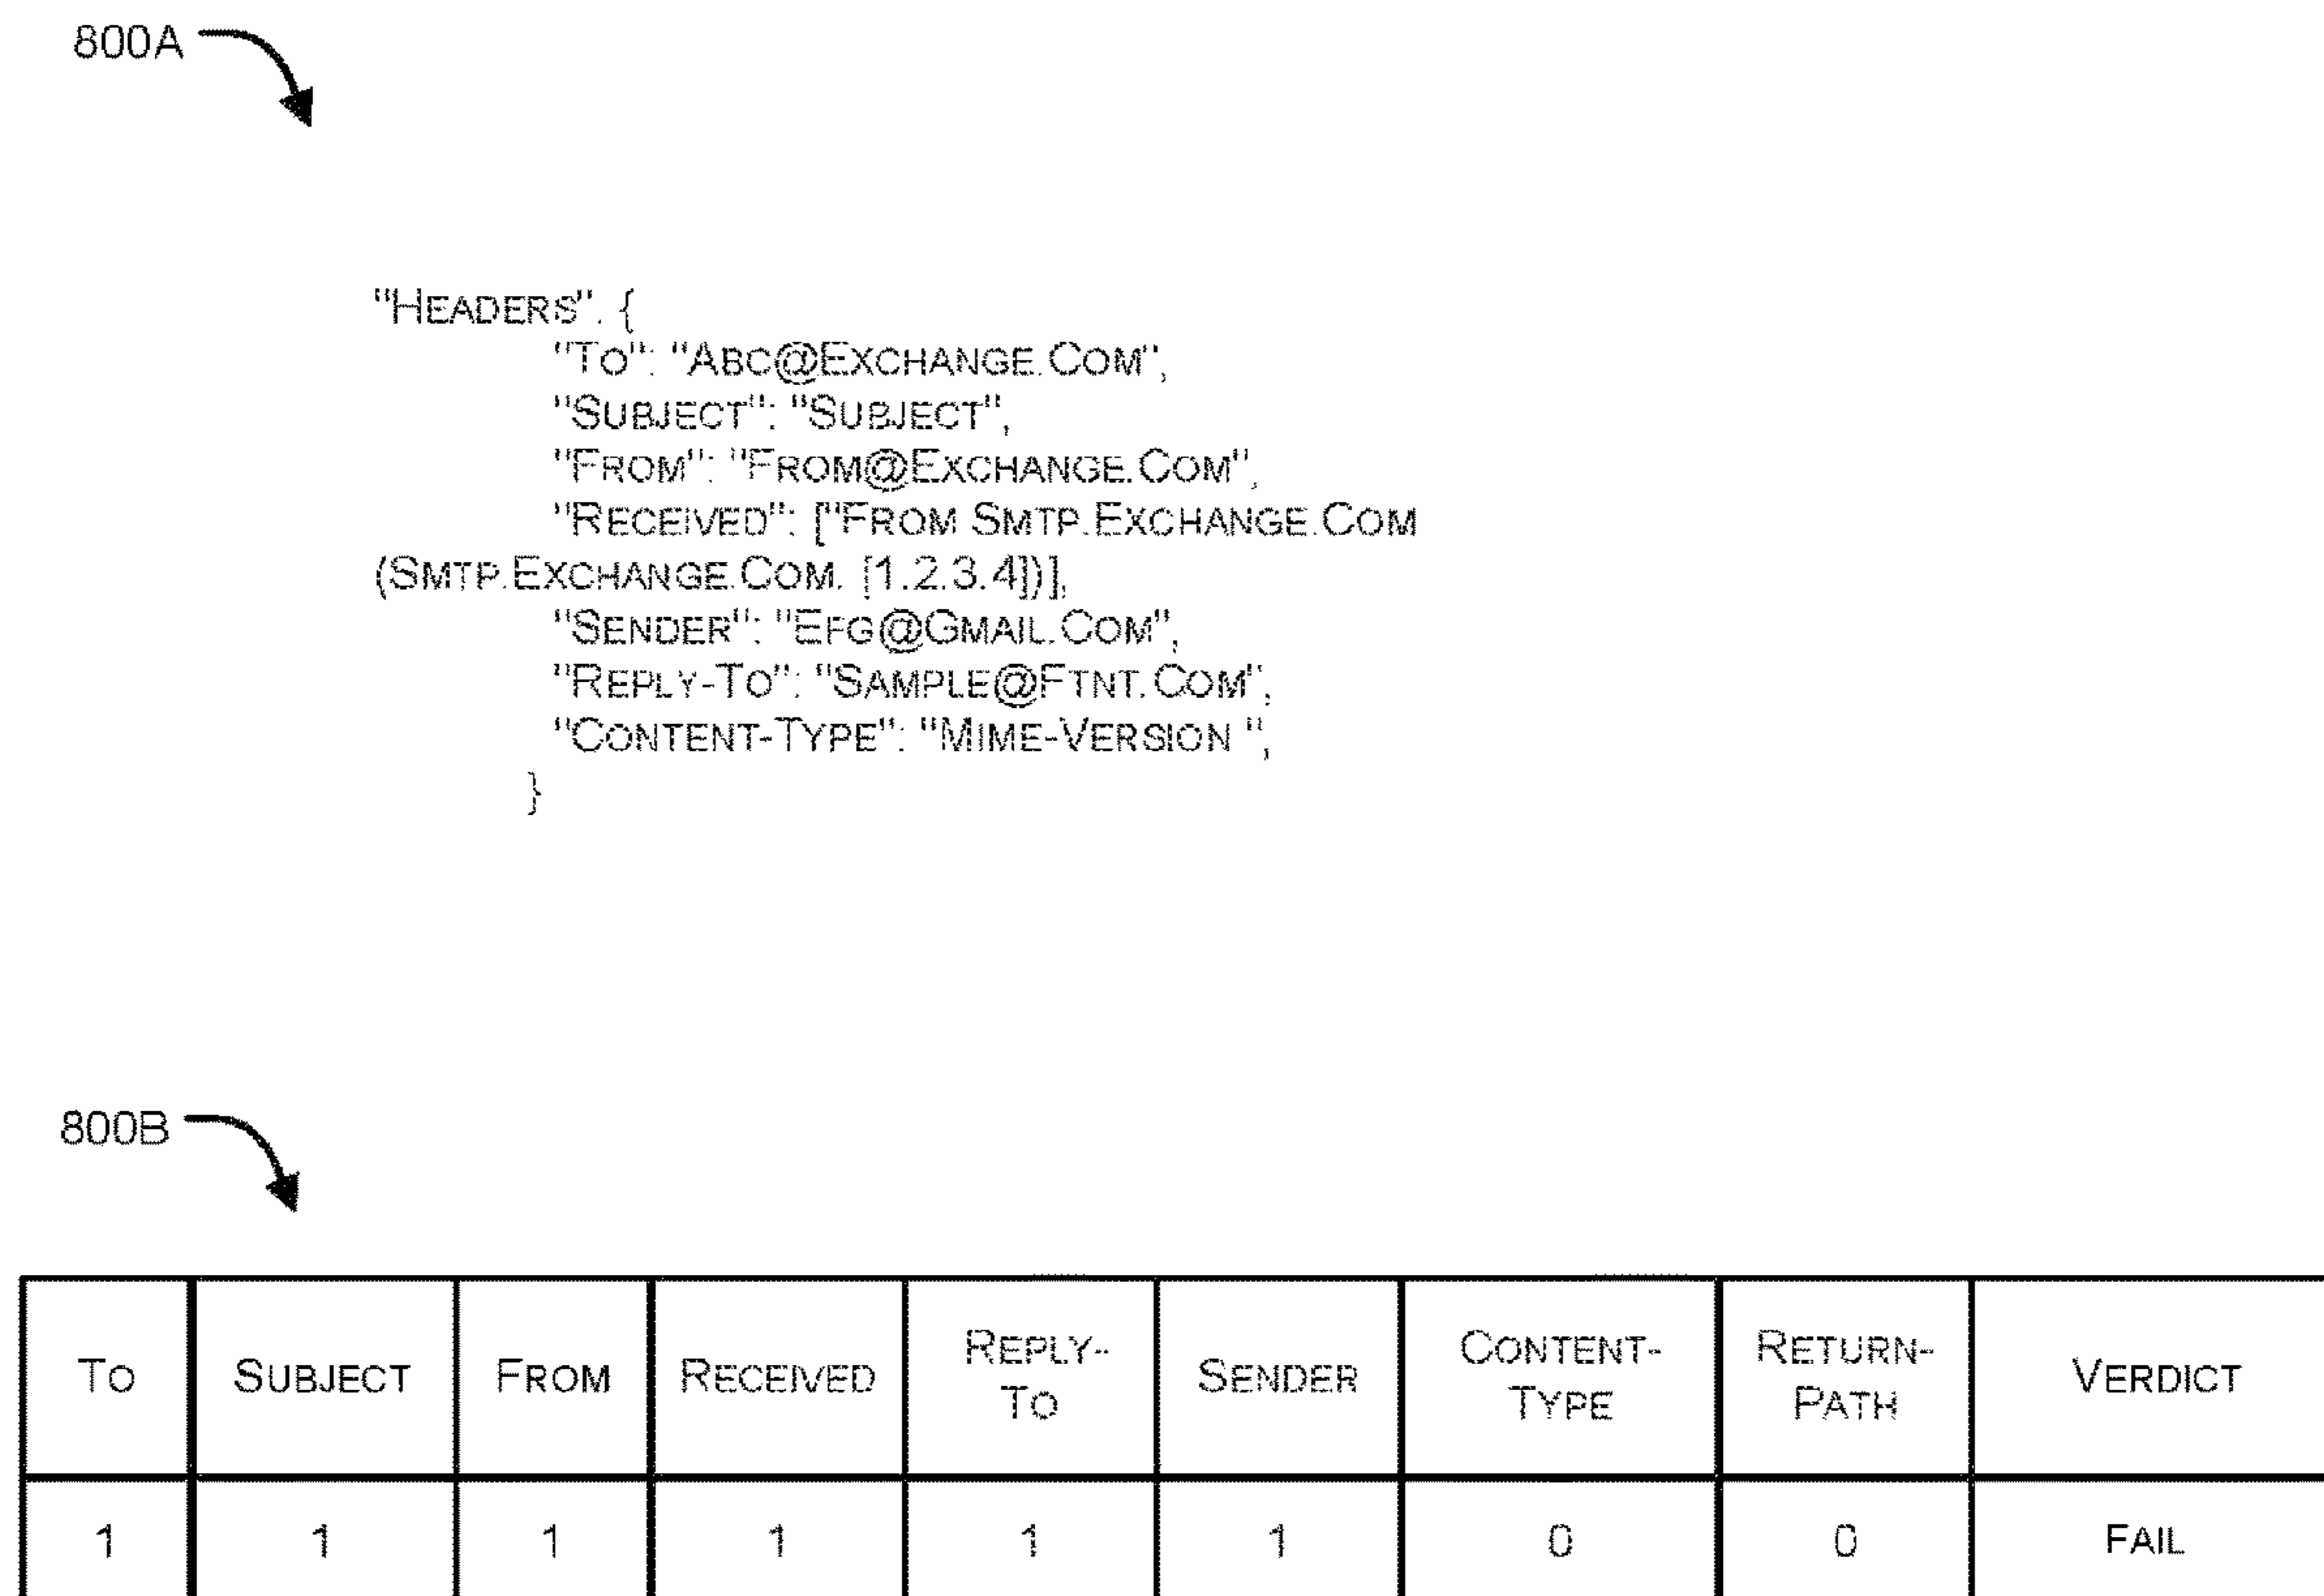 800A
"HEADERS": {
"TO": "ABC@EXCHANGE.COM",
"SUBJECT": "SUBJECT",
"FROM": "FROM@EXCHANGE.COM",
"RECEIVED": ["FROM SMTP.EXCHANGE.COM
(SMTP.EXCHANGE.COM. [1.2.3.4])],
"SENDER": "EFG@GMAIL.COM",
"REPLY-TO": "SAMPLE@FTNT.COM",
"CONTENT-TYPE": "MIME-VERSION ",
}
800B
TO SUBJECT FROM RECEIVED REPLY-TO SENDER CONTENT-TYPE RETURN-PATH VERDICT
1 1 1 1 1 1 0 0 FAIL